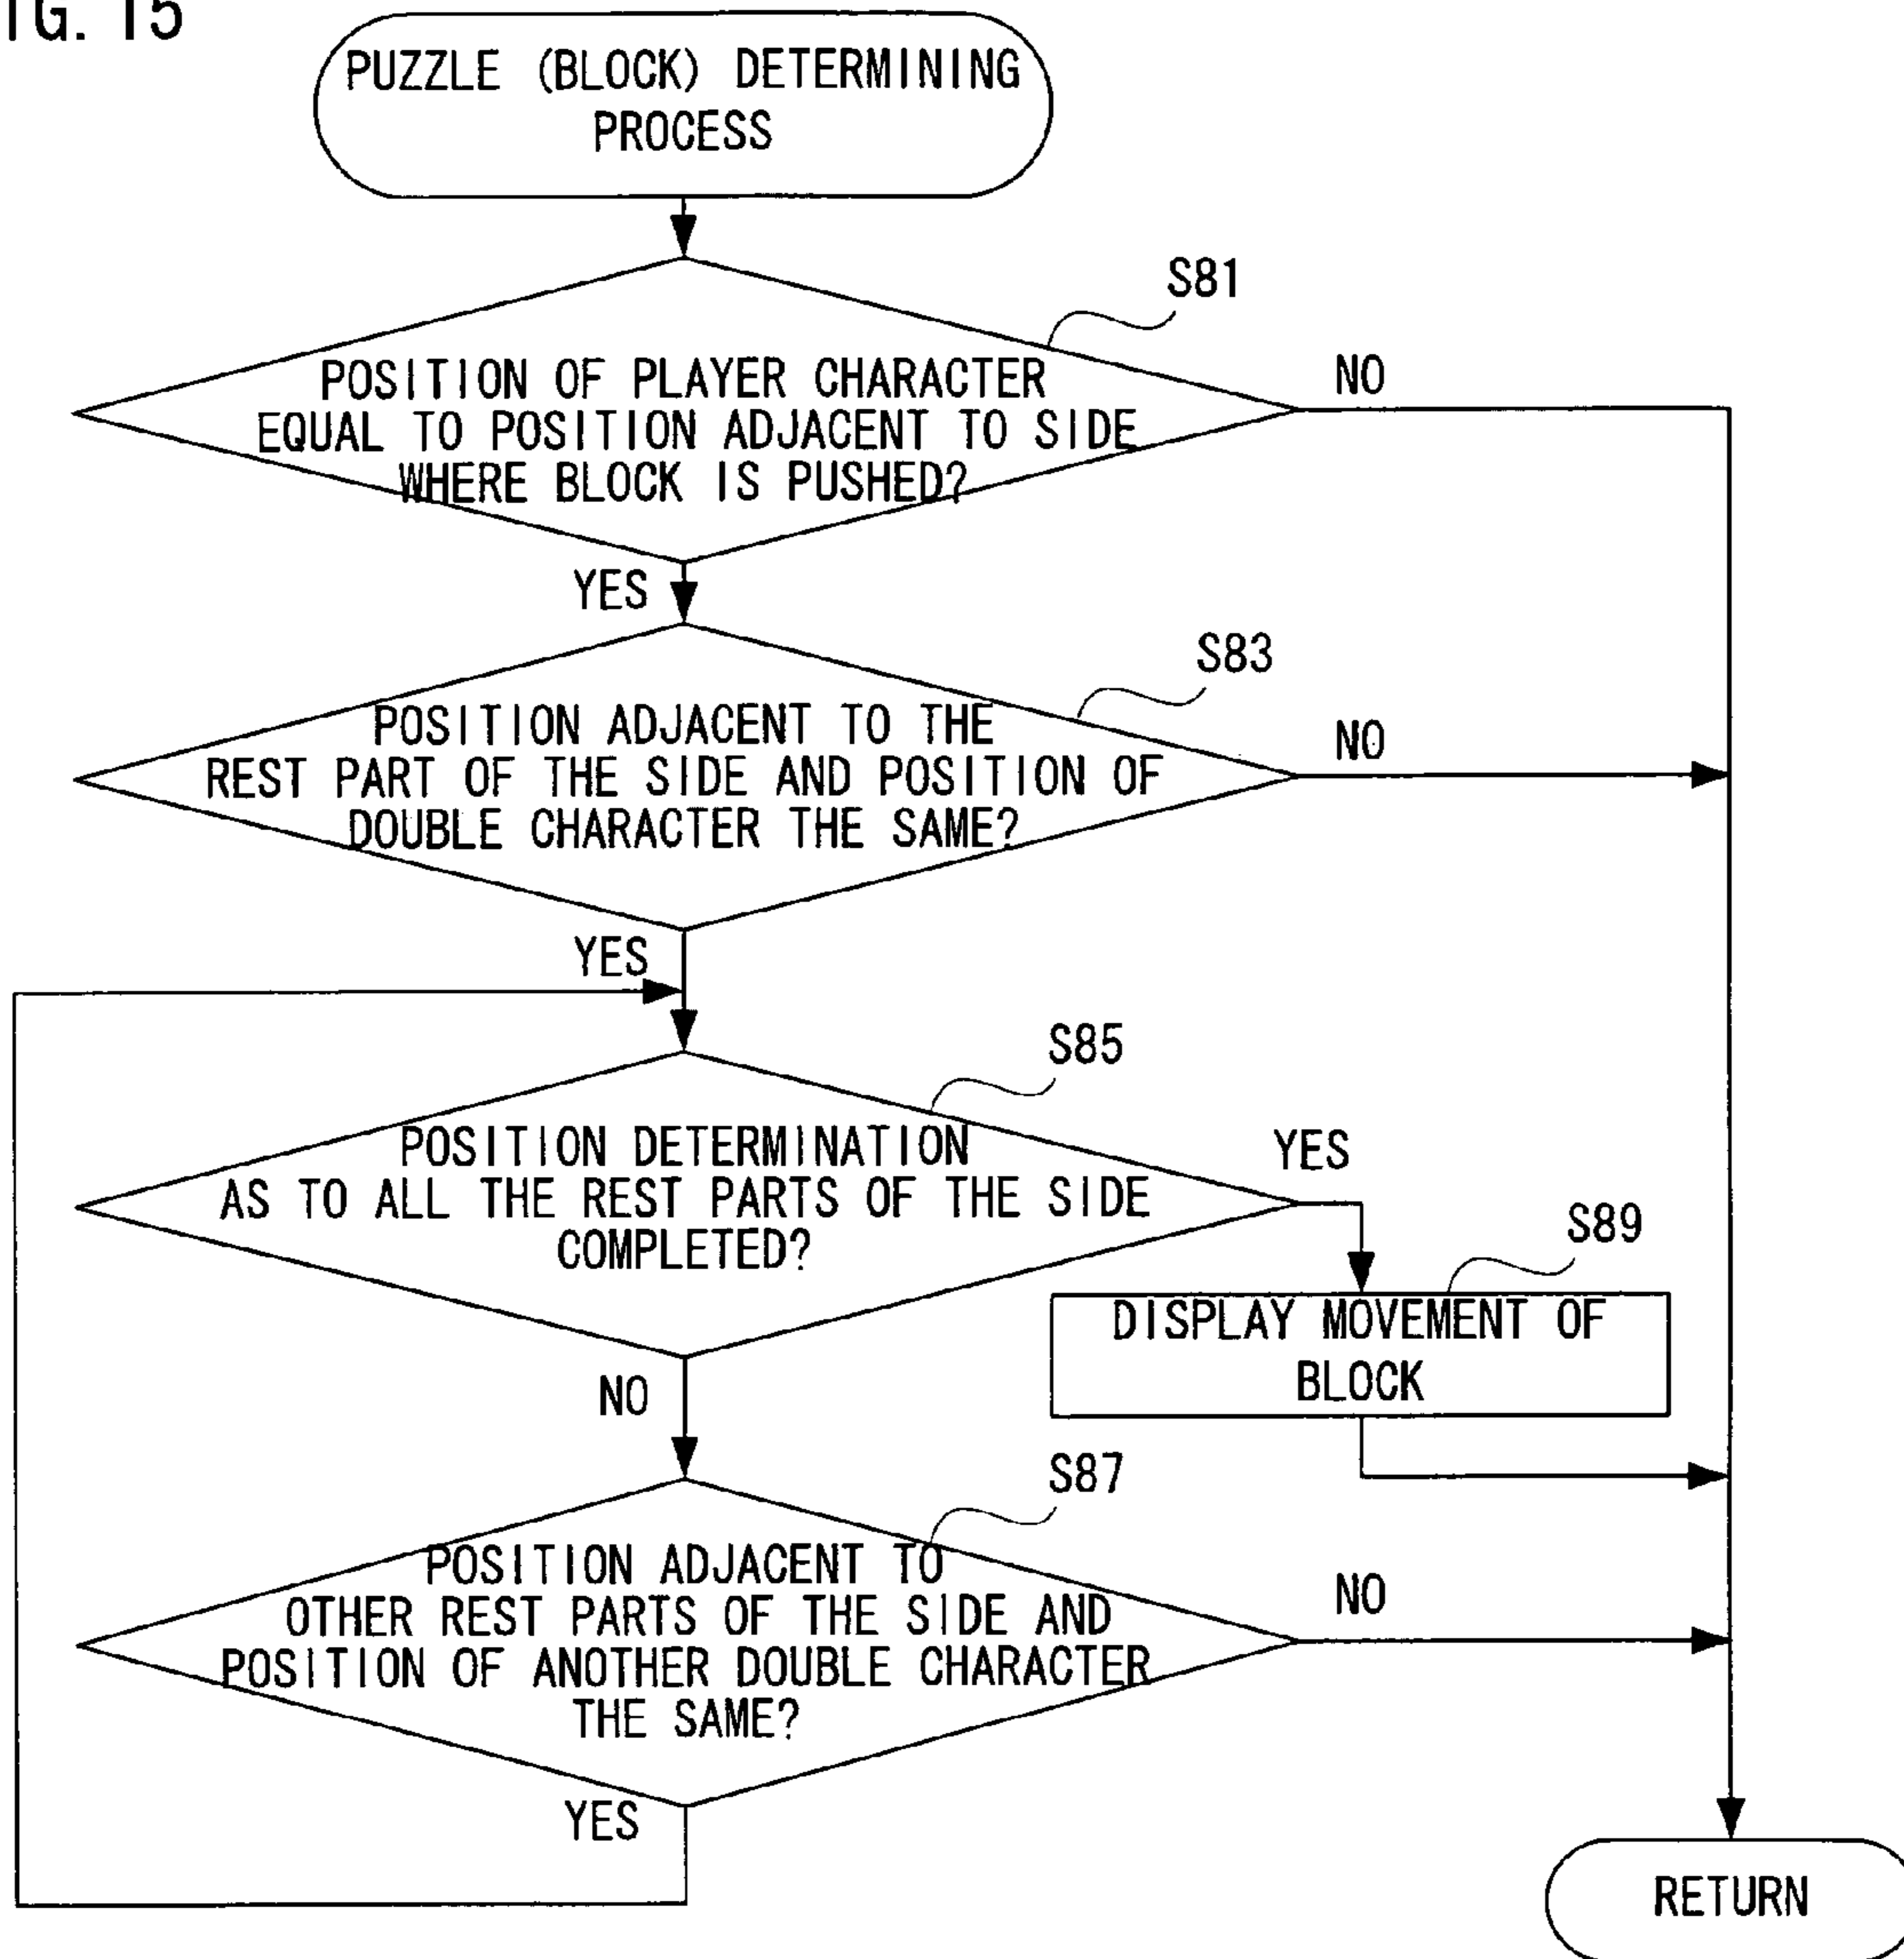 IG. 15
PUZZLE (BLOCK) DETERMINING
PROCESS
S81
POSITION OF PLAYER CHARACTER
EQUAL TO POSITION ADJACENT TO SIDE
WHERE BLOCK IS PUSHED?
NO
YES
S83
POSITION ADJACENT TO THE
REST PART OF THE SIDE AND POSITION OF
DOUBLE CHARACTER THE SAME?
NO
YES
S85
POSITION DETERMINATION
AS TO ALL THE REST PARTS OF THE SIDE
COMPLETED?
YES
S89
DISPLAY MOVEMENT OF
BLOCK
NO
S87
POSITION ADJACENT TO
OTHER REST PARTS OF THE SIDE AND
POSITION OF ANOTHER DOUBLE CHARACTER
THE SAME?
NO
YES
RETURN